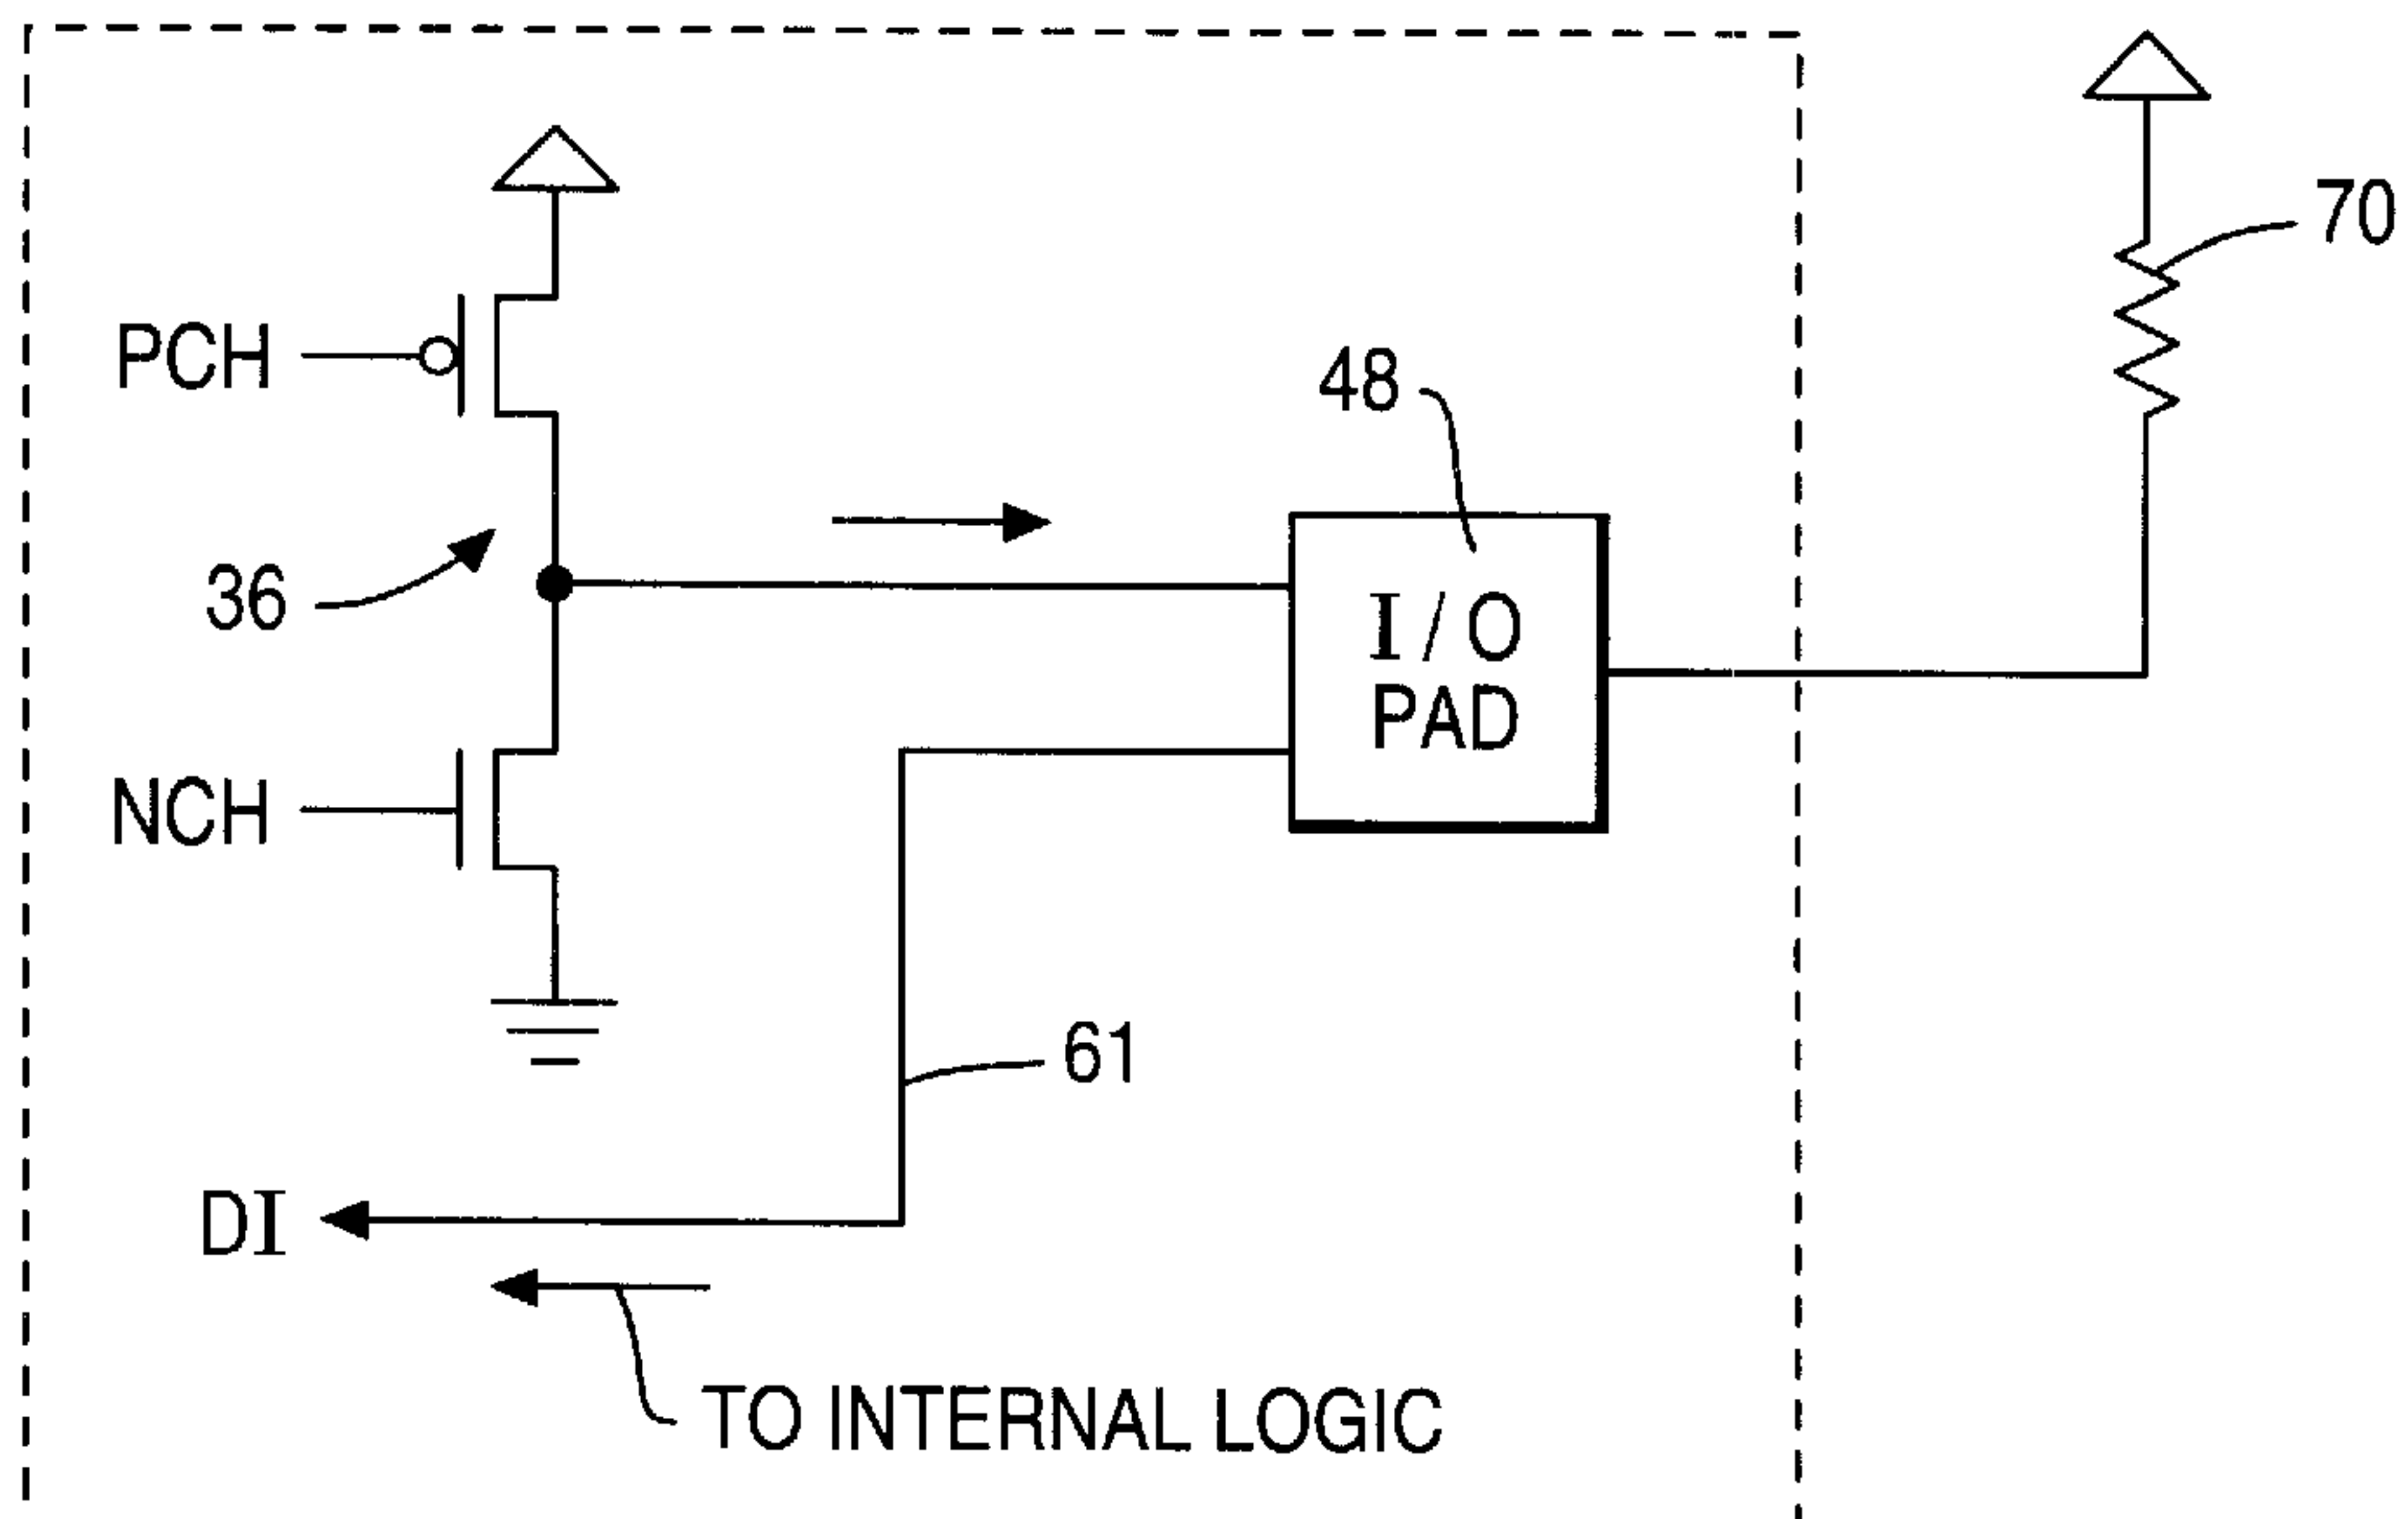 70
PCH
48
36
I/O
PAD
NCH
61
DI
TO INTERNAL LOGIC